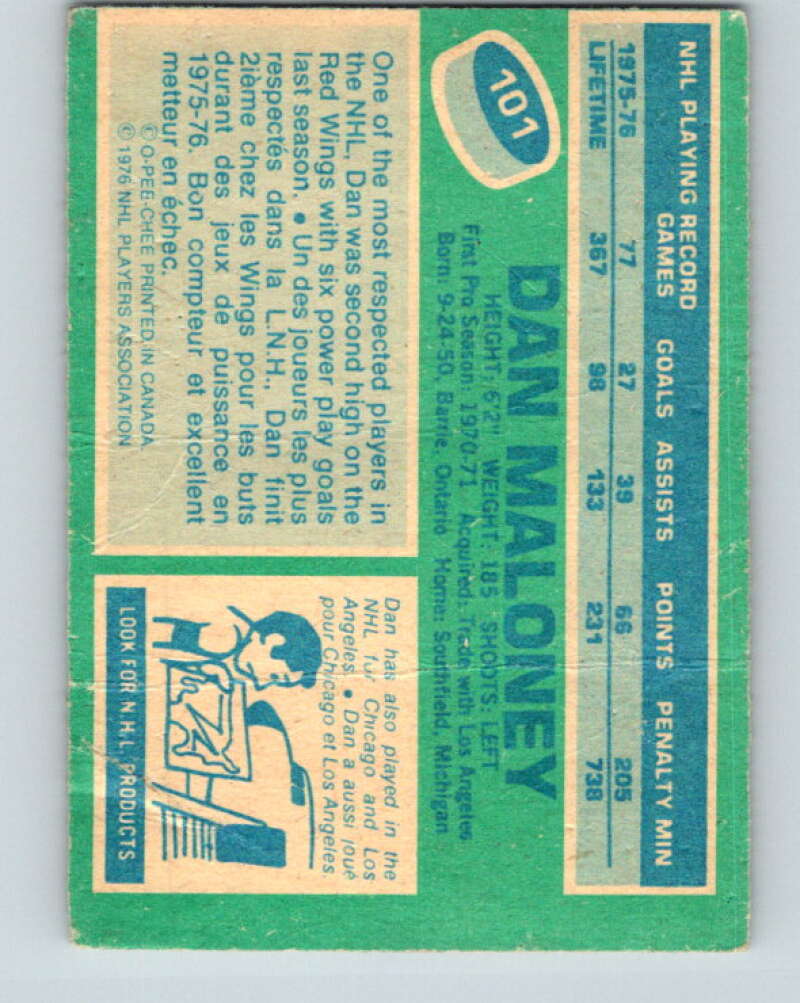 NHL PLAYING RECORD
GAMES GOALS ASSISTS POINTS PENALTY MIN
1975-76 77 27 39 66 205
LIFETIME 367 98 133 231 738
101
DAN MALONEY
HEIGHT: 6'2" WEIGHT: 185 SHOOTS: LEFT
First Pro Season: 1970-71 Acquired: Trade with Los Angeles
Born: 9-24-50, Barrie, Ontario Home: Southfield, Michigan
One of the most respected players in
the NHL, Dan was second high on the
Red Wings with six power play goals
last season. • Un des joueurs les plus
respectés dans la L.N.H., Dan finit
2ième chez les Wings pour les buts
durant des jeux de puissance en
1975-76. Bon compteur et excellent
metteur en échec.
© O-PEE-CHEE PRINTED IN CANADA
© 1976 NHL PLAYERS ASSOCIATION
Dan has also played in the
NHL for Chicago and Los
Angeles. • Dan a aussi joué
pour Chicago et Los Angeles.
LOOK FOR N.H.L. PRODUCTS